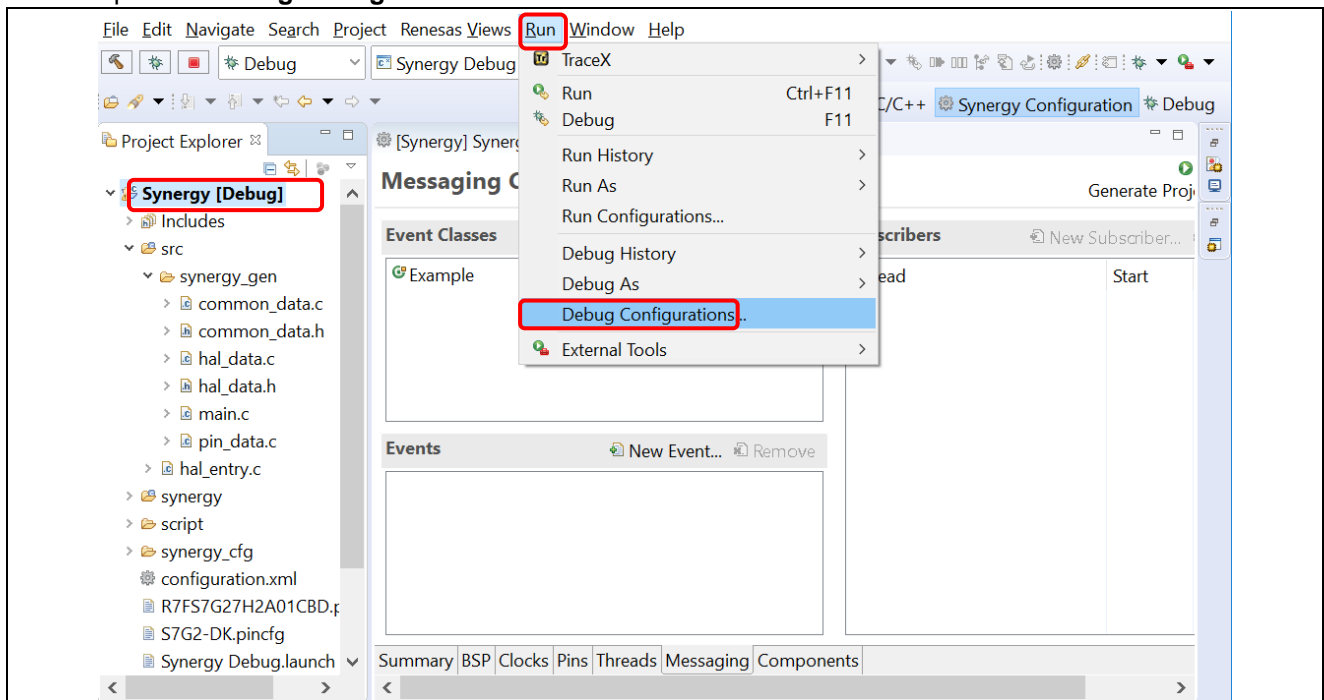 File Edit Navigate Search Project Renesas Views Run Window Help
Debug
Synergy Debug
TraceX
Run Ctrl+F11
Debug F11
Run History
Run As
Run Configurations...
Debug History
Debug As
Debug Configurations...
External Tools
C/C++ Synergy Configuration Debug
Project Explorer
Synergy [Debug]
Includes
src
synergy_gen
common_data.c
common_data.h
hal_data.c
hal_data.h
main.c
pin_data.c
hal_entry.c
synergy
script
synergy_cfg
configuration.xml
R7FS7G27H2A01CBD.p
S7G2-DK.pincfg
Synergy Debug.launch
[Synergy] Synerg
Messaging C
Generate Proj
Event Classes
Example
scribers New Subscriber...
ead Start
Events New Event... Remove
Summary BSP Clocks Pins Threads Messaging Components